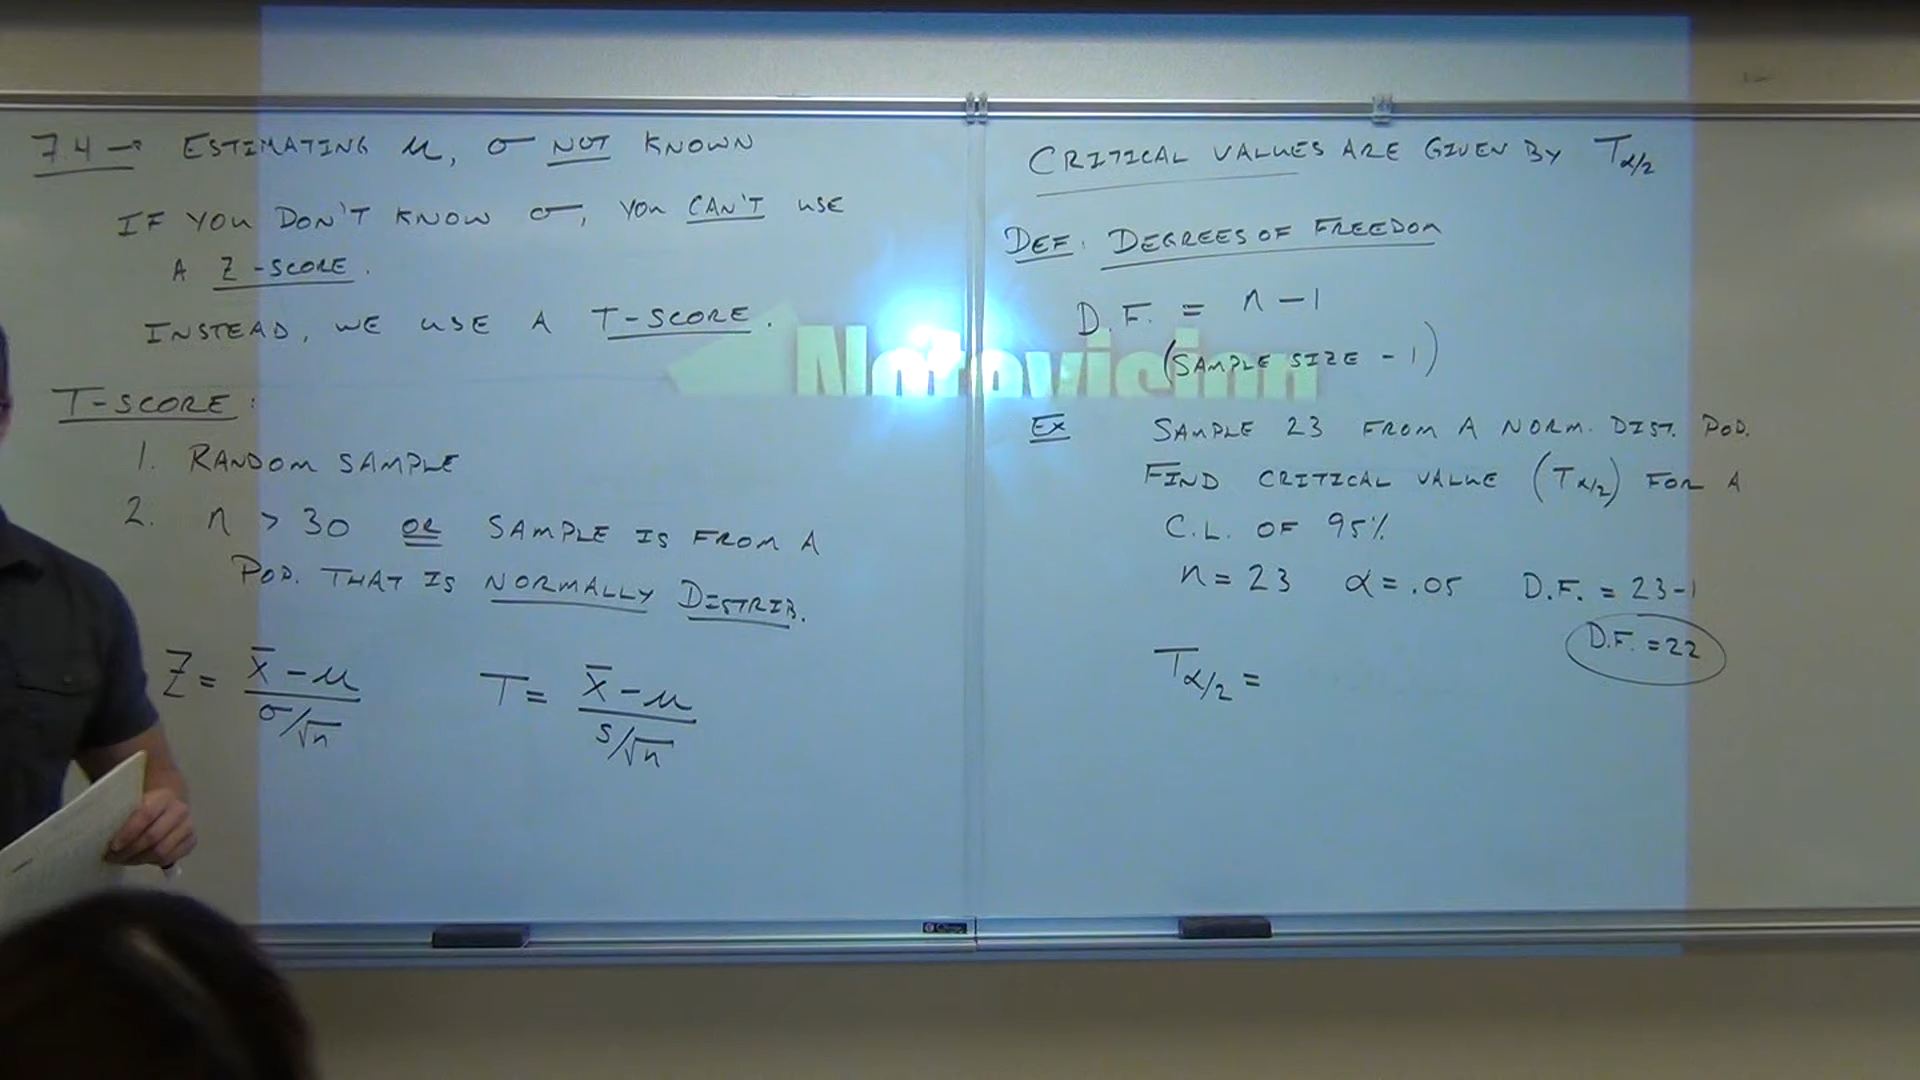 7.4 → ESTIMATING μ, σ NOT KNOWN
IF YOU DON'T KNOW σ, YOU CAN'T USE
A Z-SCORE.
INSTEAD, WE USE A T-SCORE.
T-SCORE:
1. RANDOM SAMPLE
2. n > 30 OR SAMPLE IS FROM A
POP. THAT IS NORMALLY DISTRIB.
Z = (x̄ - μ) / (σ/√n) T = (x̄ - μ) / (s/√n)
CRITICAL VALUES ARE GIVEN BY Tα/2
DEF: DEGREES OF FREEDOM
D.F. = n - 1
(SAMPLE SIZE - 1)
Notevision
EX SAMPLE 23 FROM A NORM. DIST. POP.
FIND CRITICAL VALUE (Tα/2) FOR A
C.L. OF 95%
n = 23 α = .05 D.F. = 23-1
D.F. = 22
Tα/2 =